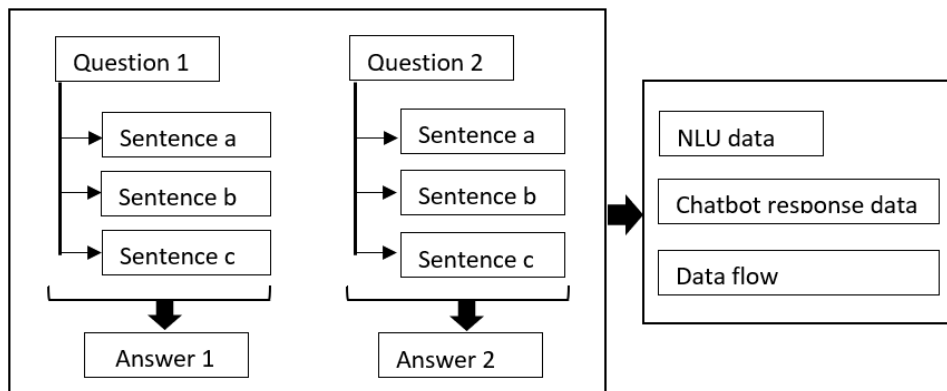 Question 1
Sentence a
Sentence b
Sentence c
Answer 1
Question 2
Sentence a
Sentence b
Sentence c
Answer 2
NLU data
Chatbot response data
Data flow